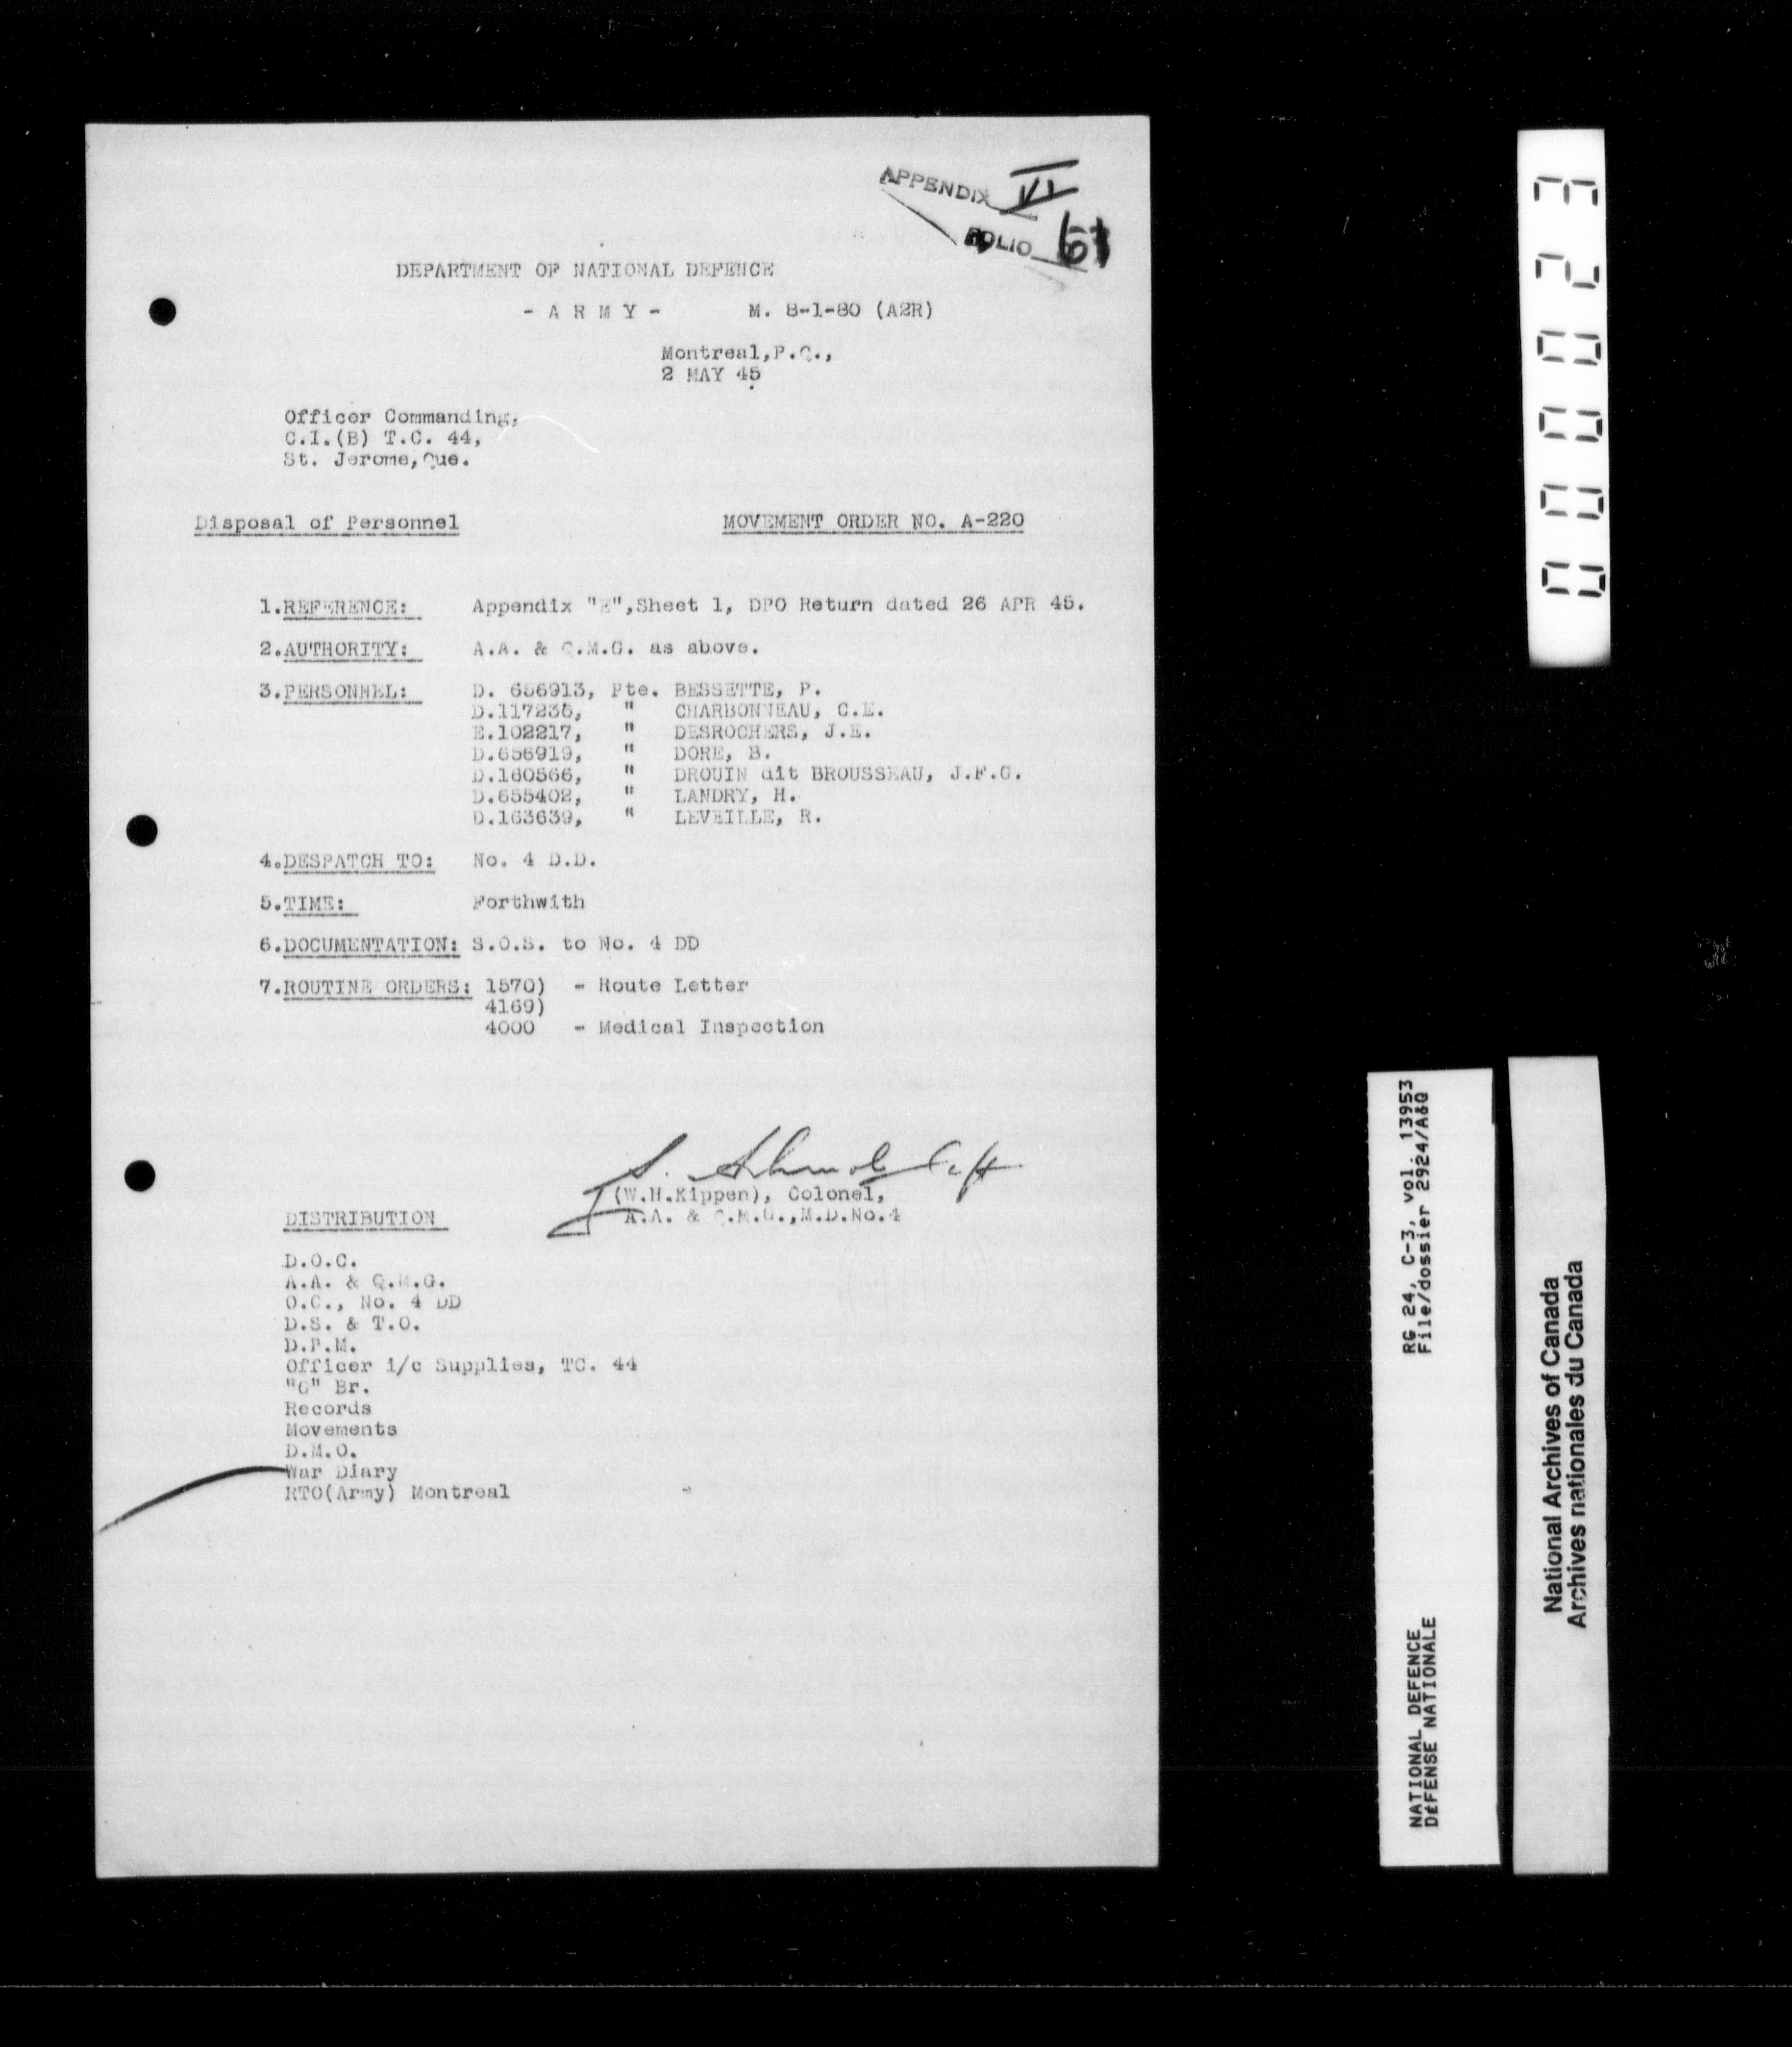 APPENDIX VI
FOLIO 61
DEPARTMENT OF NATIONAL DEFENCE
- A R M Y - M. 8-1-80 (A2R)
Montreal,P.Q.,
2 MAY 45
Officer Commanding,
C.I.(B) T.C. 44,
St. Jerome,Que.
Disposal of Personnel MOVEMENT ORDER NO. A-220
1.REFERENCE: Appendix "E",Sheet 1, DPO Return dated 26 APR 45.
2.AUTHORITY: A.A. & Q.M.G. as above.
3.PERSONNEL: D. 656913, Pte. BESSETTE, P.
D.117236, " CHARBONNEAU, C.E.
E.102217, " DESROCHERS, J.E.
D.656919, " DORE, B.
D.160566, " DROUIN dit BROUSSEAU, J.F.G.
D.655402, " LANDRY, H.
D.163639, " LEVEILLE, R.
4.DESPATCH TO: No. 4 D.D.
5.TIME: Forthwith
6.DOCUMENTATION: S.O.S. to No. 4 DD
7.ROUTINE ORDERS: 1570) - Route Letter
4169)
4000 - Medical Inspection
(W.H.Kippen), Colonel,
A.A. & Q.M.G.,M.D.No.4
DISTRIBUTION
D.O.C.
A.A. & Q.M.G.
O.C., No. 4 DD
D.S. & T.O.
D.P.M.
Officer i/c Supplies, TC. 44
"G" Br.
Records
Movements
D.M.O.
War Diary
RTO(Army) Montreal
000023
RG 24, C-3, vol. 13953
File/dossier 2924/A&Q
NATIONAL DEFENCE
DÉFENSE NATIONALE
National Archives of Canada
Archives nationales du Canada